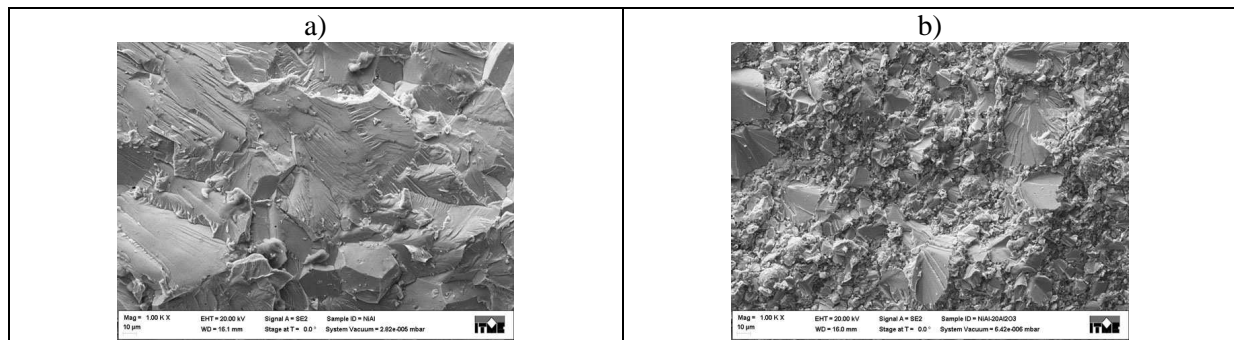 a)
b)
Mag = 1.00 K X EHT = 20.00 kV Signal A = SE2 Sample ID = NiAl
10 µm WD = 16.1 mm Stage at T = 0.0 ° System Vacuum = 2.82e-006 mbar
ITME
Mag = 1.00 K X EHT = 20.00 kV Signal A = SE2 Sample ID = NiAl-20Al2O3
10 µm WD = 16.0 mm Stage at T = 0.0 ° System Vacuum = 6.42e-006 mbar
ITME